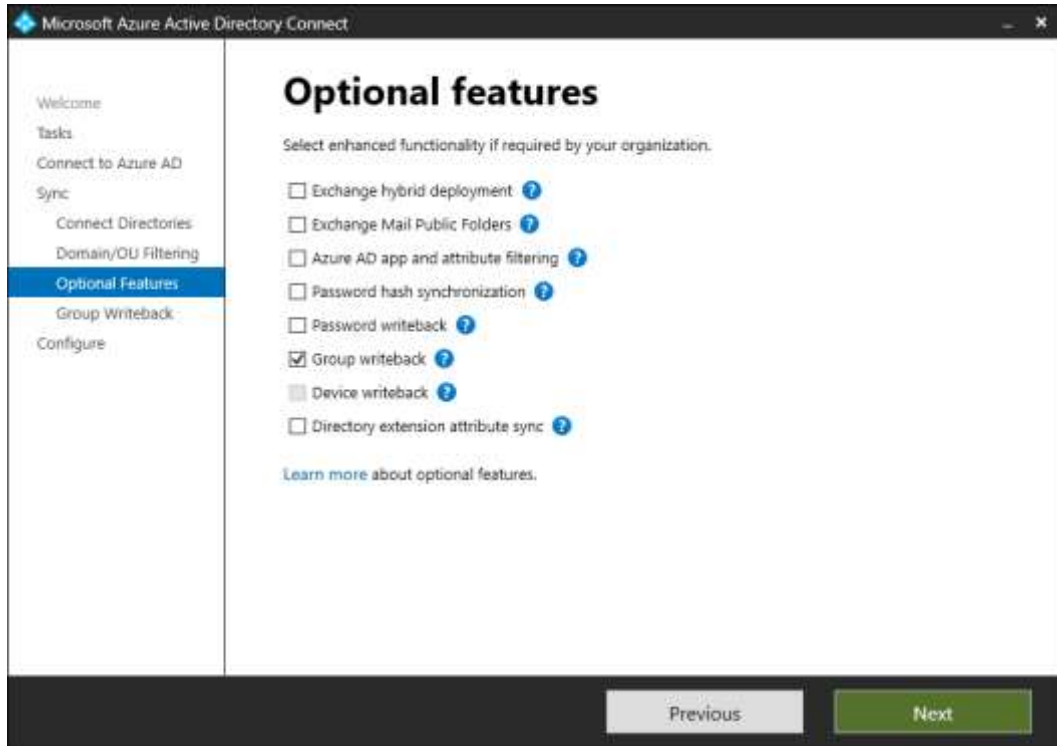 Microsoft Azure Active Directory Connect
Welcome
Tasks
Connect to Azure AD
Sync
Connect Directories
Domain/OU Filtering
Optional Features
Group Writeback
Configure
Optional features
Select enhanced functionality if required by your organization.
Exchange hybrid deployment ?
Exchange Mail Public Folders ?
Azure AD app and attribute filtering ?
Password hash synchronization ?
Password writeback ?
Group writeback ?
Device writeback ?
Directory extension attribute sync ?
Learn more about optional features.
Previous
Next